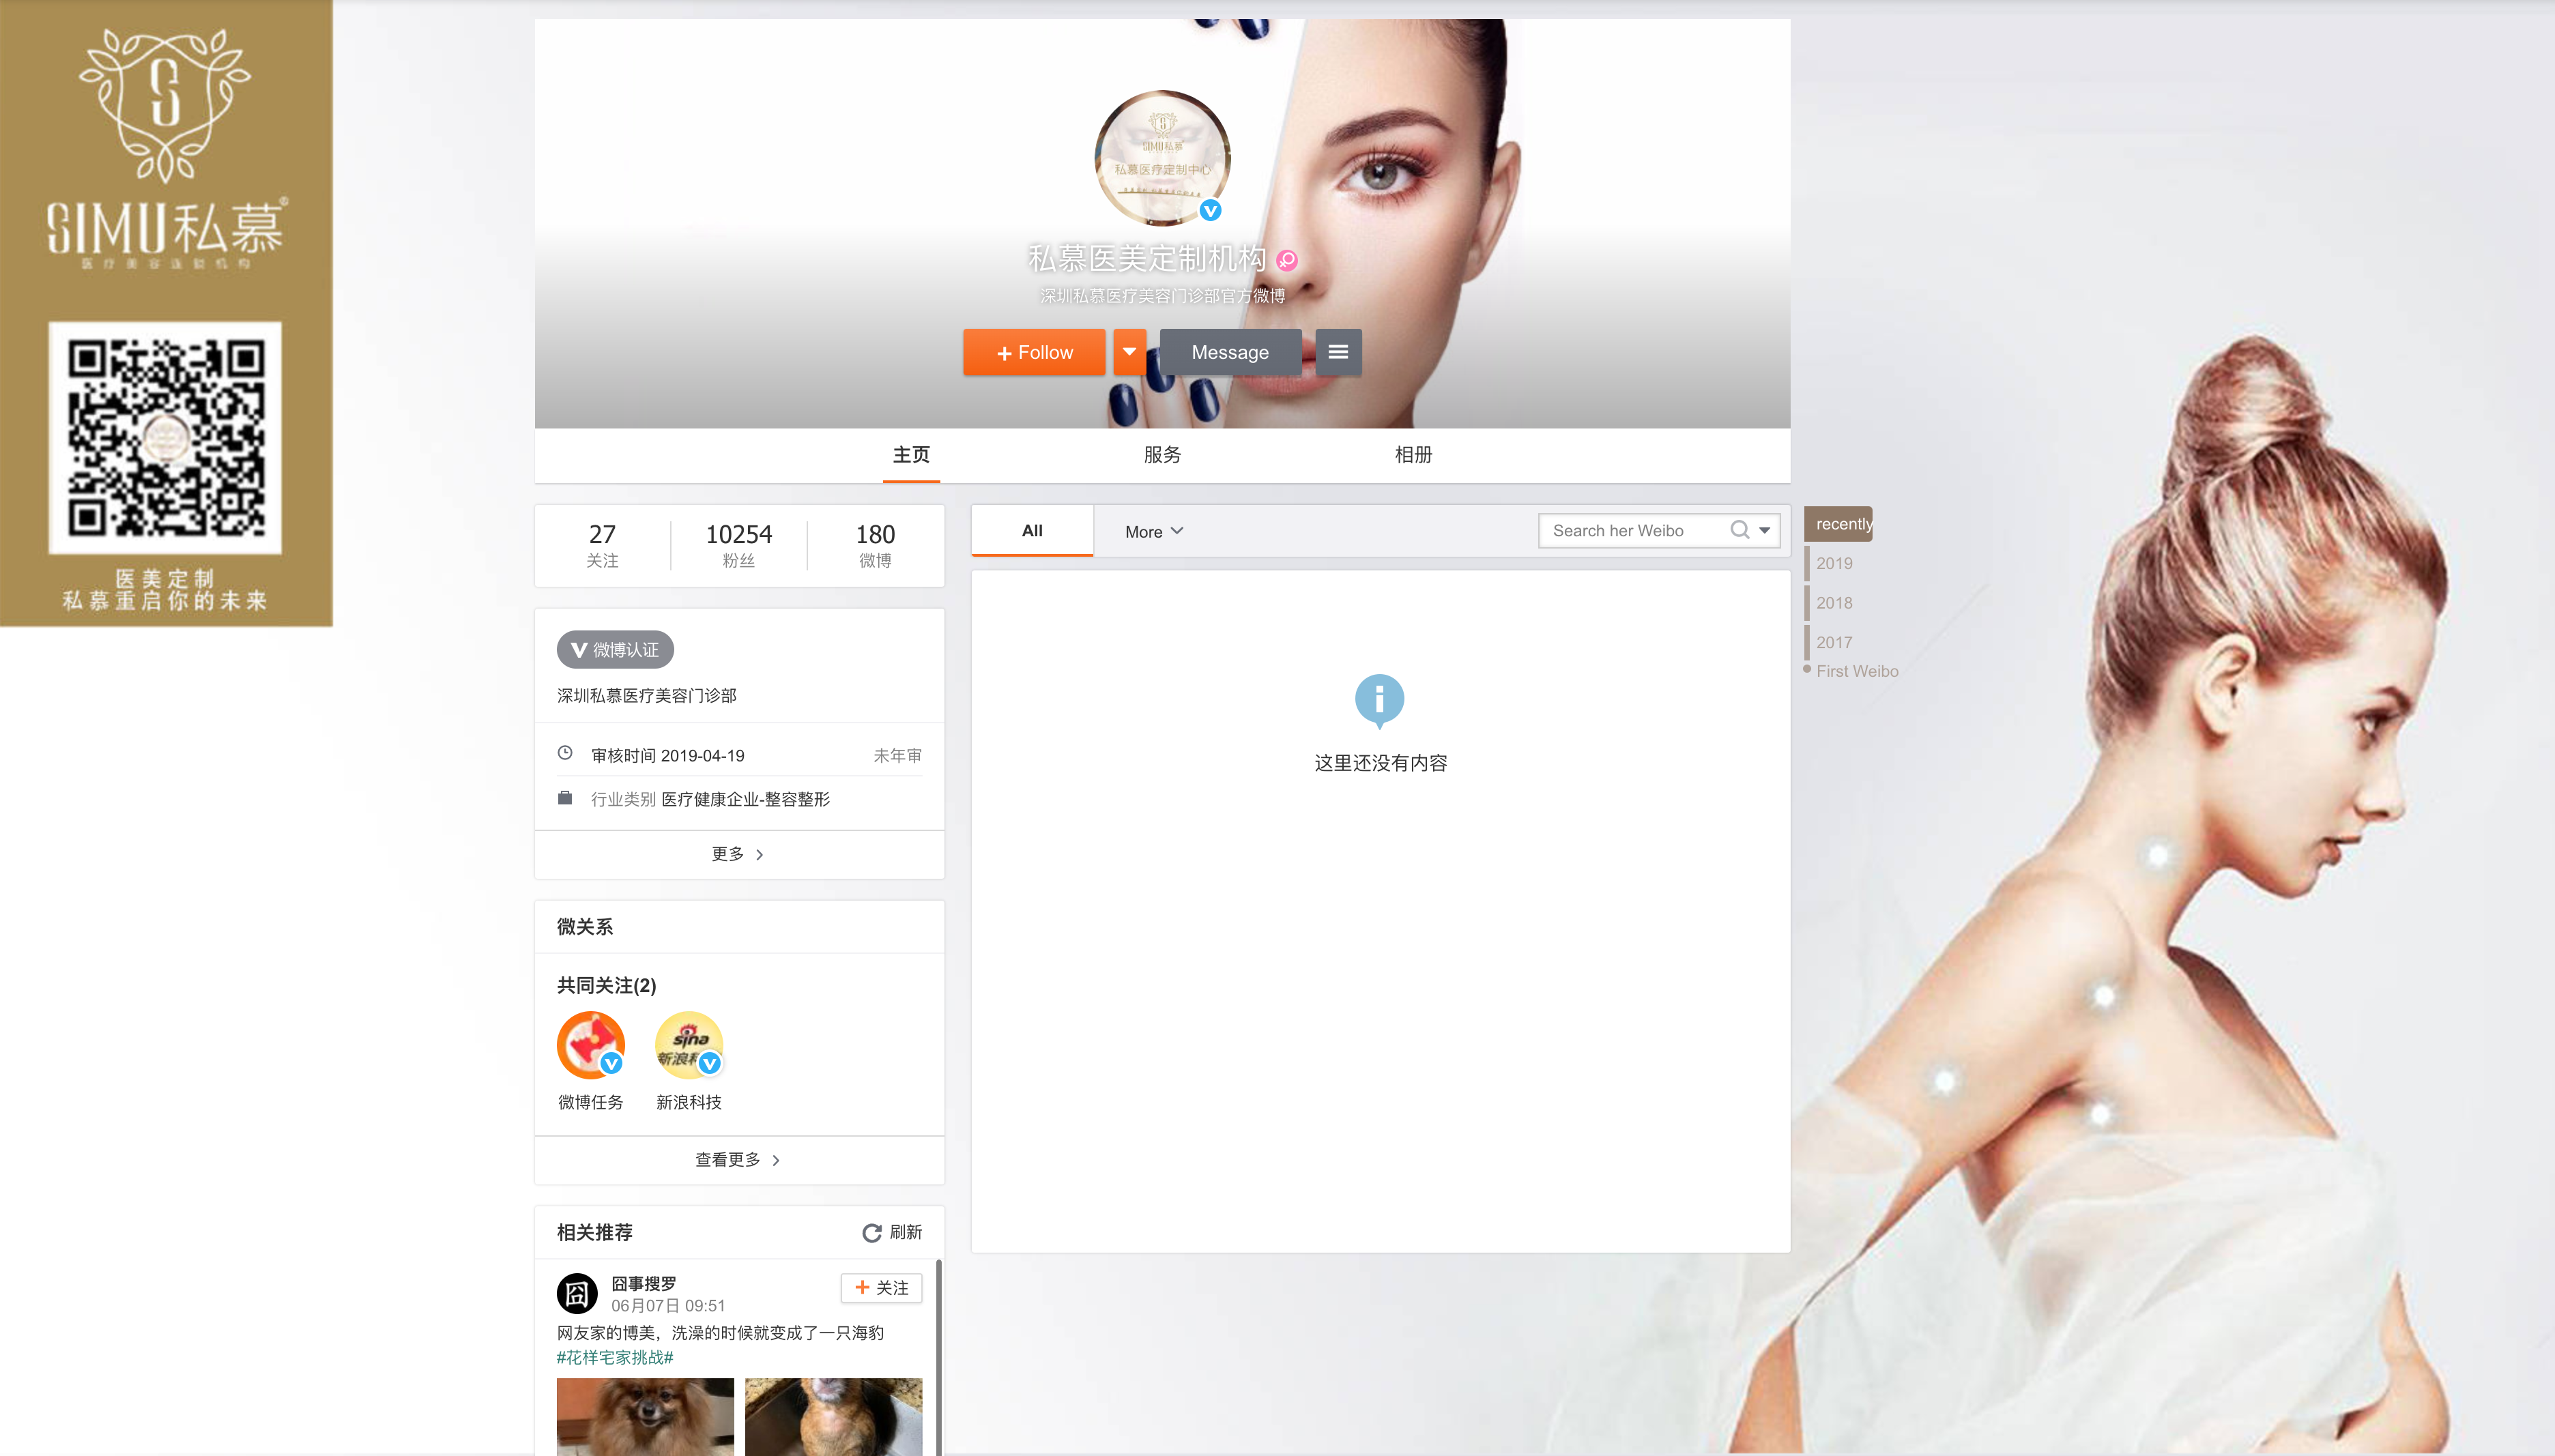 S
SIMU私慕®
医疗美容连锁机构
医美定制
私慕重启你的未来
S
SIMU私慕
私慕医疗定制中心
私慕医美定制机构
深圳私慕医疗美容门诊部官方微博
+ Follow
Message
主页
服务
相册
27
关注
10254
粉丝
180
微博
All
More
Search her Weibo
recently
2019
2018
2017
First Weibo
V 微博认证
深圳私慕医疗美容门诊部
审核时间 2019-04-19
未年审
行业类别 医疗健康企业-整容整形
更多 >
这里还没有内容
微关系
共同关注(2)
sina
新浪科
微博任务
新浪科技
查看更多 >
相关推荐
刷新
囧
囧事搜罗
06月07日 09:51
+ 关注
网友家的博美，洗澡的时候就变成了一只海豹
#花样宅家挑战#